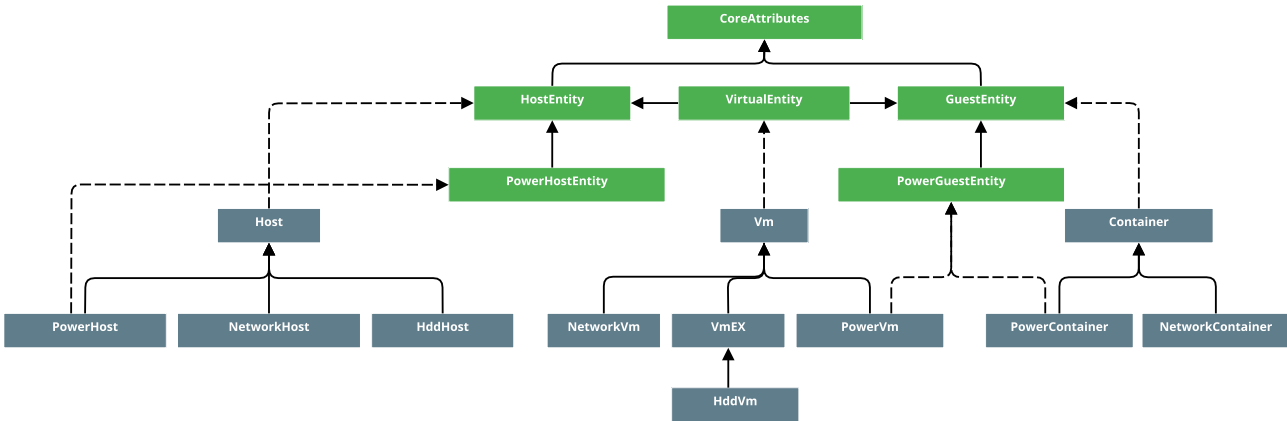 CoreAttributes
HostEntity
VirtualEntity
GuestEntity
PowerHostEntity
PowerGuestEntity
Host
Vm
Container
PowerHost
NetworkHost
HddHost
NetworkVm
VmEX
PowerVm
PowerContainer
NetworkContainer
HddVm